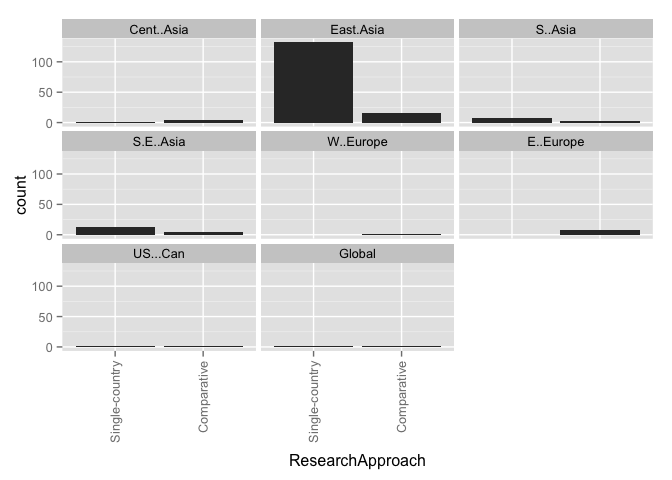 Cent..Asia
East.Asia
S..Asia
100
50
0
S.E..Asia
W..Europe
E..Europe
100
50
0
US...Can
Global
100
50
0
count
Single-country
Comparative
Single-country
Comparative
ResearchApproach